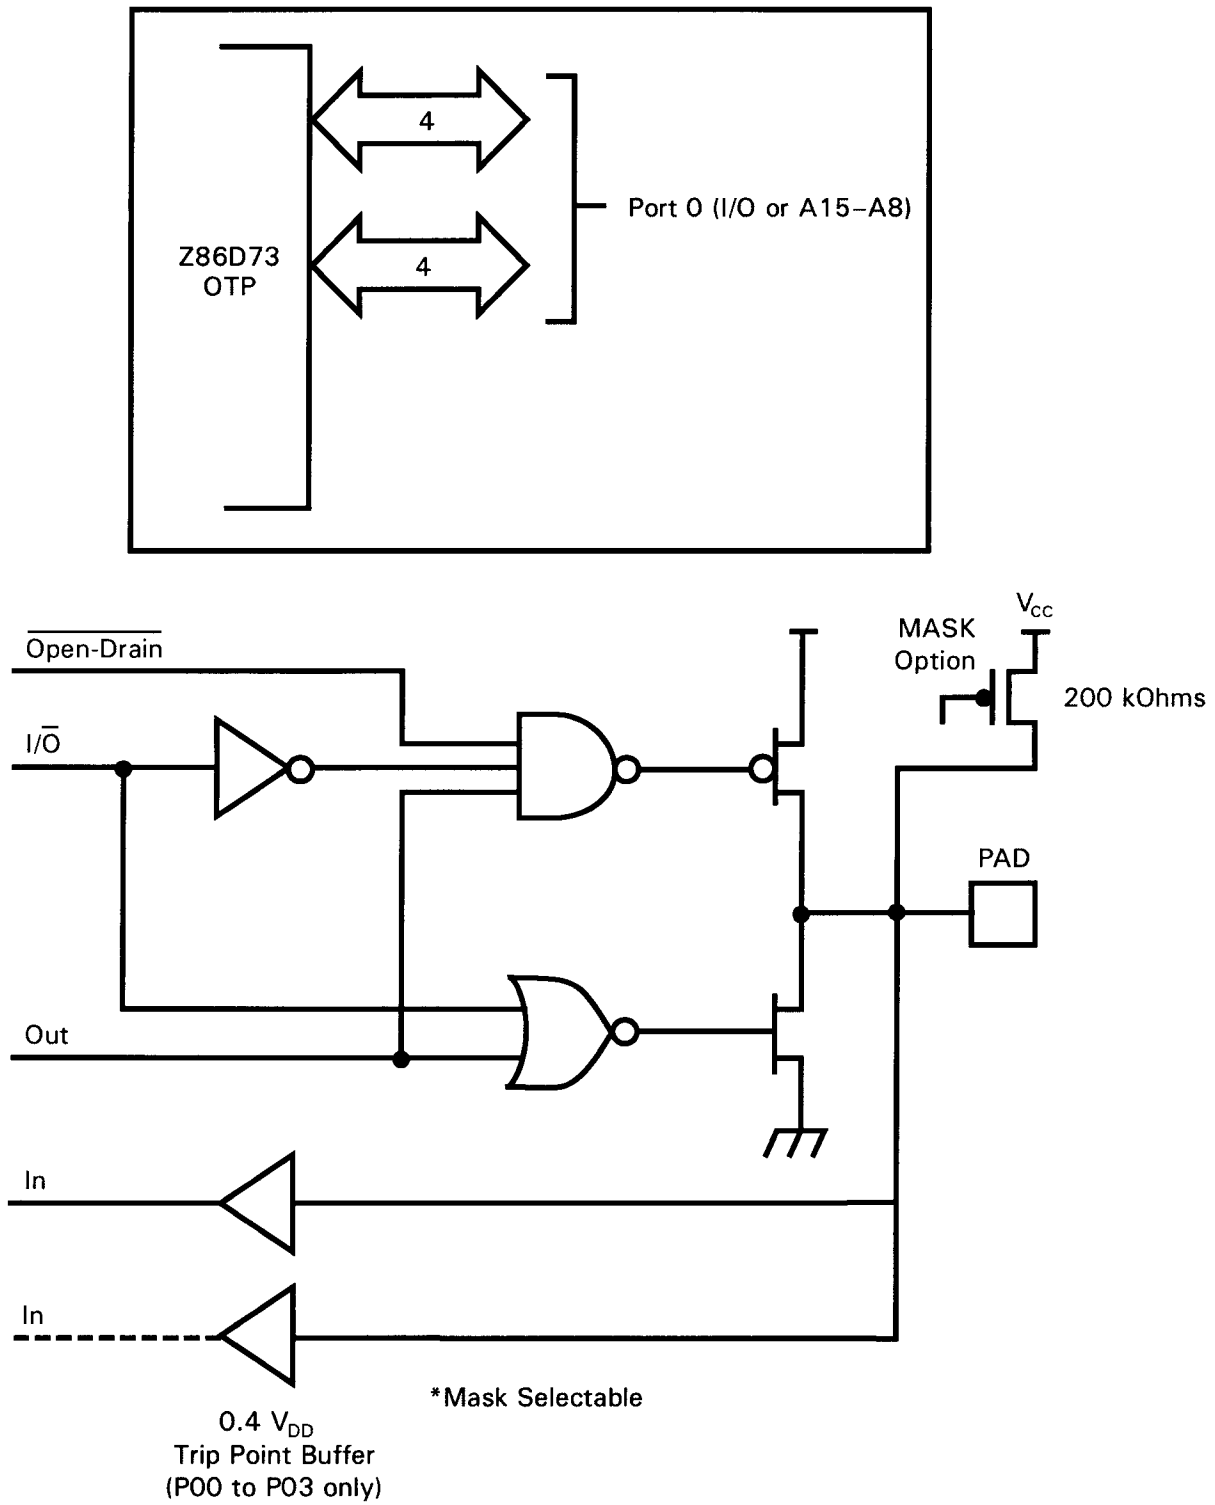 4
Port 0 (I/O or A15–A8)
4
Z86D73
OTP
Open-Drain
I/O
MASK
Option
VCC
200 kOhms
PAD
Out
In
In
*Mask Selectable
0.4 VDD
Trip Point Buffer
(P00 to P03 only)